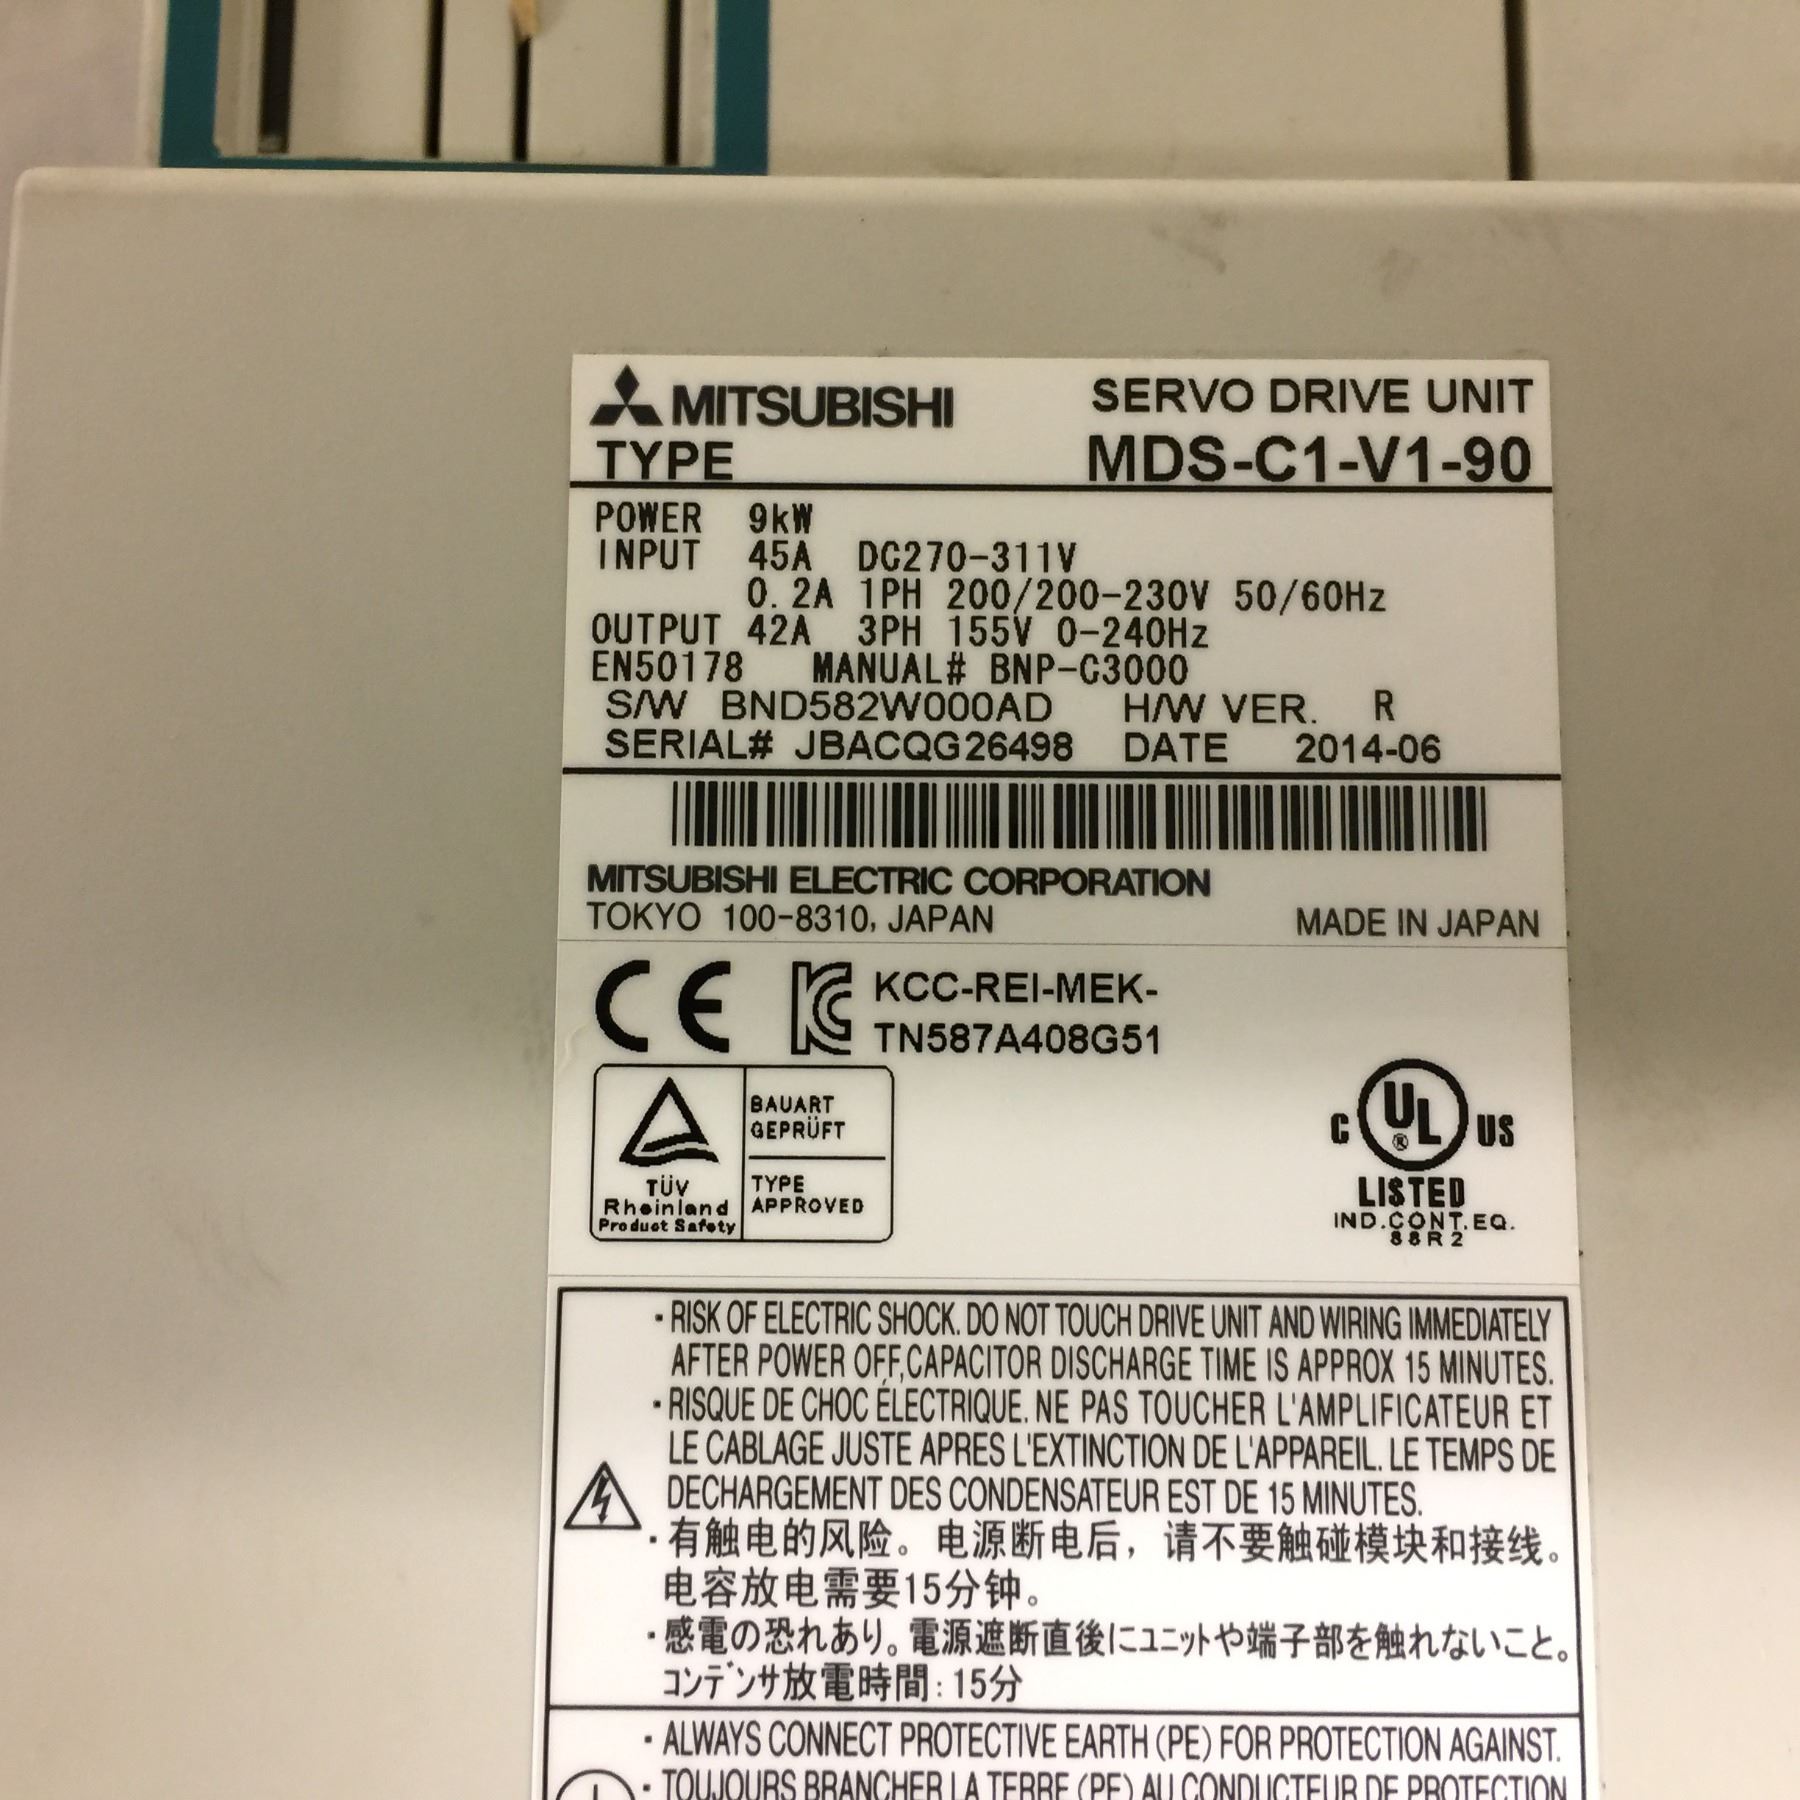 MITSUBISHI SERVO DRIVE UNIT
TYPE MDS-C1-V1-90
POWER 9kW
INPUT 45A DC270-311V
0.2A 1PH 200/200-230V 50/60Hz
OUTPUT 42A 3PH 155V 0-240Hz
EN50178 MANUAL# BNP-C3000
S/W BND582W000AD H/W VER. R
SERIAL# JBACQG26498 DATE 2014-06
MITSUBISHI ELECTRIC CORPORATION
TOKYO 100-8310, JAPAN MADE IN JAPAN
CE KC KCC-REI-MEK-
TN587A408G51
BAUART
GEPRÜFT
TÜV
Rheinland
Product Safety
TYPE
APPROVED
C UL® US
LISTED
IND.CONT.EQ.
88R2
・RISK OF ELECTRIC SHOCK. DO NOT TOUCH DRIVE UNIT AND WIRING IMMEDIATELY
AFTER POWER OFF,CAPACITOR DISCHARGE TIME IS APPROX 15 MINUTES.
・RISQUE DE CHOC ÉLECTRIQUE. NE PAS TOUCHER L'AMPLIFICATEUR ET
LE CABLAGE JUSTE APRES L'EXTINCTION DE L'APPAREIL. LE TEMPS DE
DECHARGEMENT DES CONDENSATEUR EST DE 15 MINUTES.
・有触电的风险。电源断电后，请不要触碰模块和接线。
电容放电需要15分钟。
・感電の恐れあり。電源遮断直後にユニットや端子部を触れないこと。
コンデンサ放電時間：15分
・ALWAYS CONNECT PROTECTIVE EARTH (PE) FOR PROTECTION AGAINST.
・TOUJOURS BRANCHER LA TERRE (PE) AU CONDUCTEUR DE PROTECTION